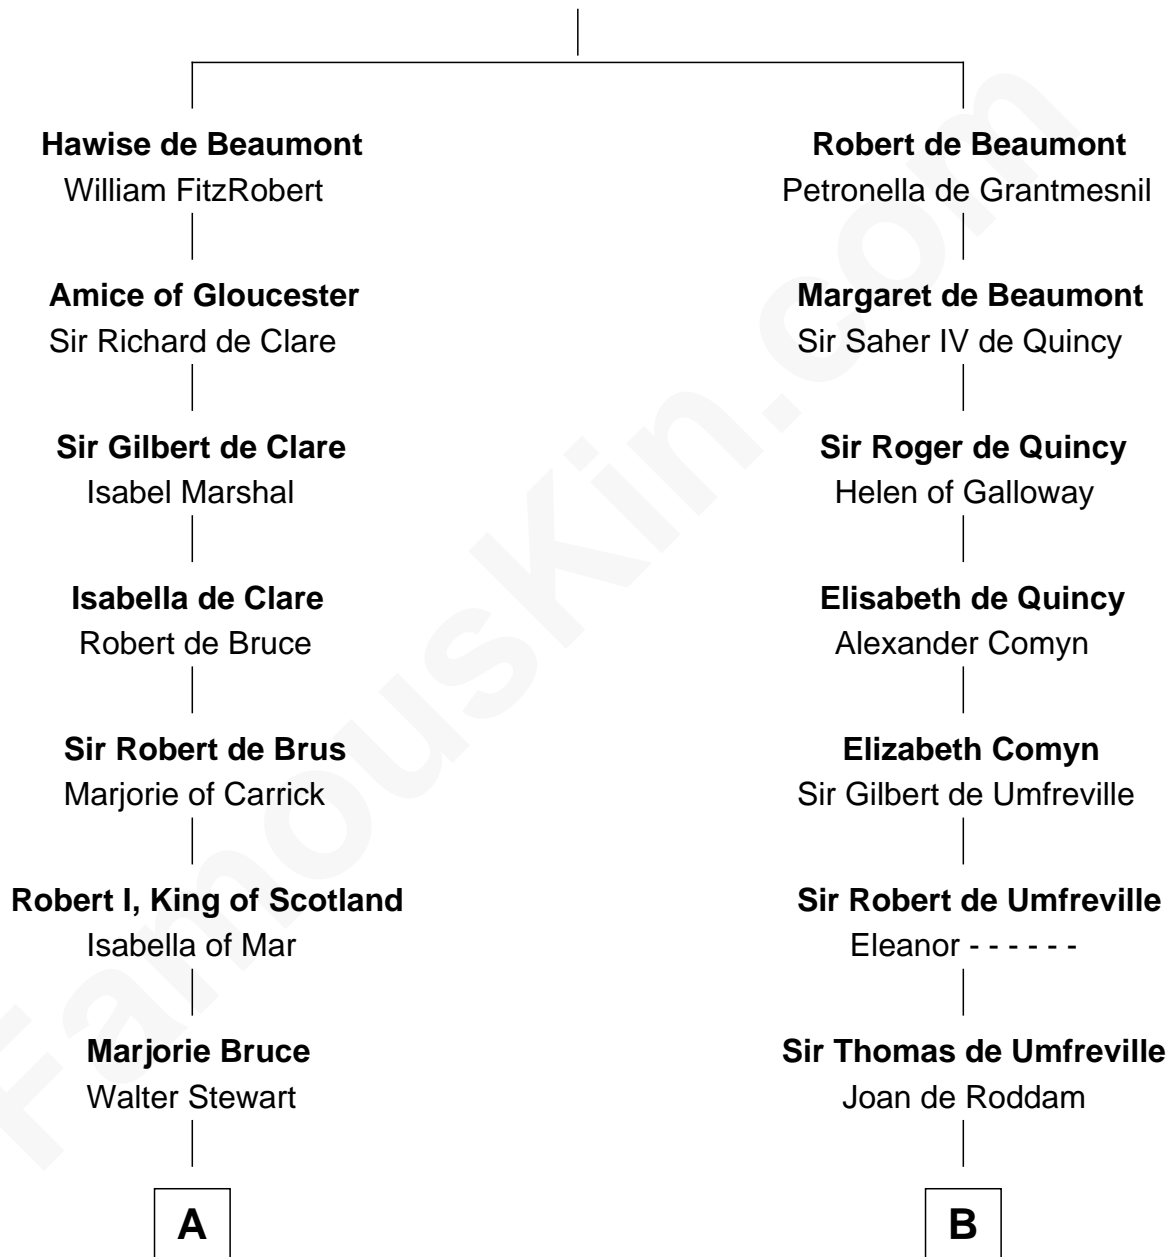 Hawise de Beaumont
William FitzRobert
Robert de Beaumont
Petronella de Grantmesnil
Amice of Gloucester
Sir Richard de Clare
Margaret de Beaumont
Sir Saher IV de Quincy
Sir Gilbert de Clare
Isabel Marshal
Sir Roger de Quincy
Helen of Galloway
Isabella de Clare
Robert de Bruce
Elisabeth de Quincy
Alexander Comyn
Sir Robert de Brus
Marjorie of Carrick
Elizabeth Comyn
Sir Gilbert de Umfreville
Robert I, King of Scotland
Isabella of Mar
Sir Robert de Umfreville
Eleanor - - - - - -
Marjorie Bruce
Walter Stewart
Sir Thomas de Umfreville
Joan de Roddam
A
B
FamousKin.com